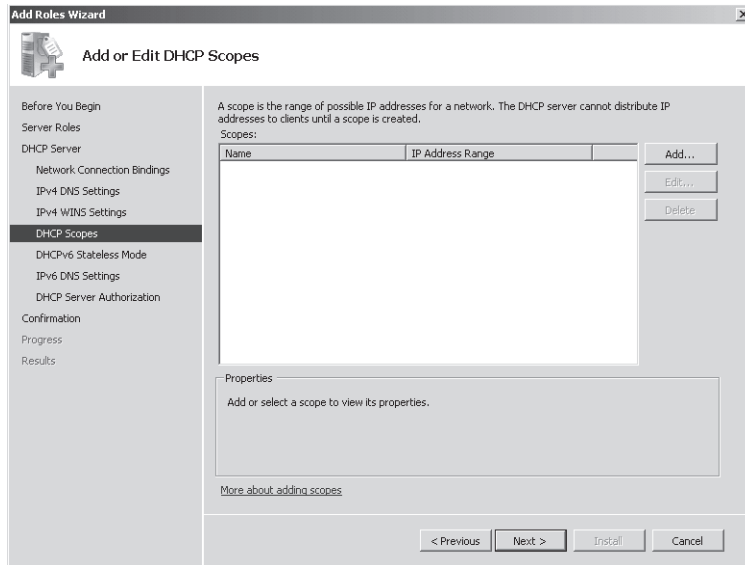 Add Roles Wizard
Add or Edit DHCP Scopes
Before You Begin
Server Roles
DHCP Server
Network Connection Bindings
IPv4 DNS Settings
IPv4 WINS Settings
DHCP Scopes
DHCPv6 Stateless Mode
IPv6 DNS Settings
DHCP Server Authorization
Confirmation
Progress
Results
A scope is the range of possible IP addresses for a network. The DHCP server cannot distribute IP
addresses to clients until a scope is created.
Scopes:
Name IP Address Range
Add...
Edit...
Delete
Properties
Add or select a scope to view its properties.
More about adding scopes
< Previous Next > Install Cancel